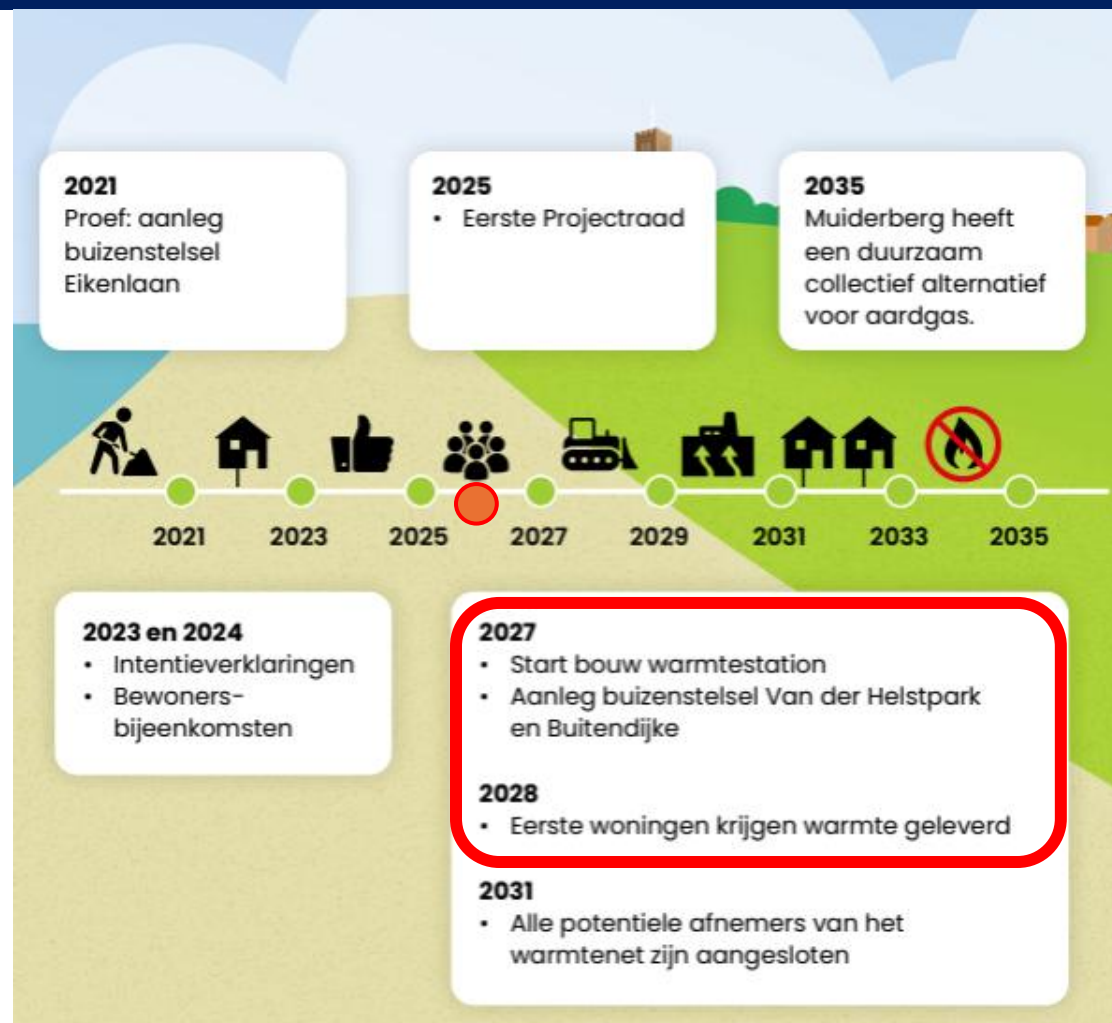 2021
Proef: aanleg
buizenstelsel
Eikenlaan
2025
• Eerste Projectraad
2035
Muiderberg heeft
een duurzaam
collectief alternatief
voor aardgas.
2021 2023 2025 2027 2029 2031 2033 2035
2023 en 2024
• Intentieverklaringen
• Bewoners-
bijeenkomsten
2027
• Start bouw warmtestation
• Aanleg buizenstelsel Van der Helstpark
en Buitendijke
2028
• Eerste woningen krijgen warmte geleverd
2031
• Alle potentiele afnemers van het
warmtenet zijn aangesloten